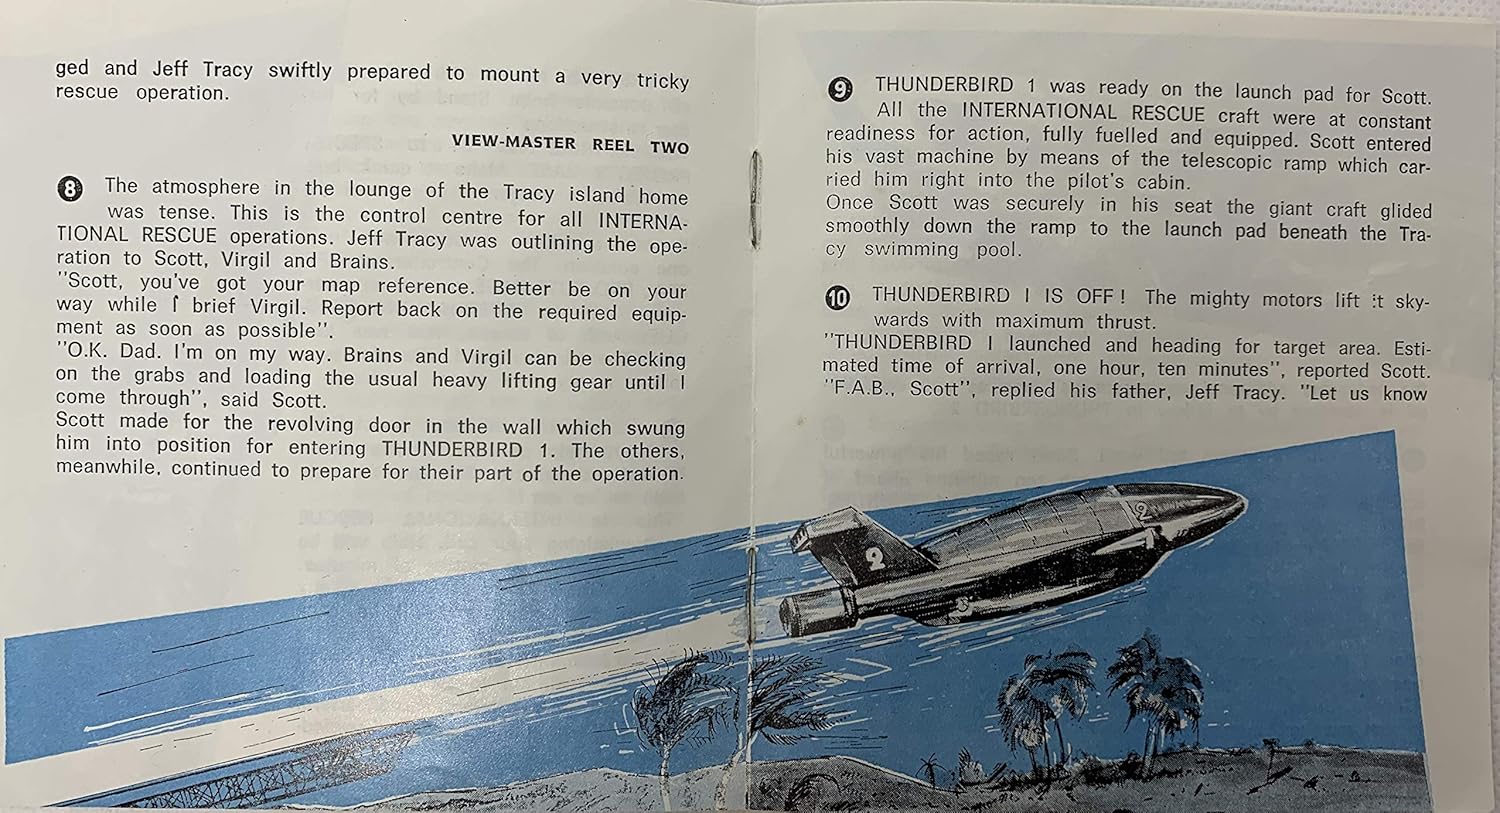 ged and Jeff Tracy swiftly prepared to mount a very tricky
rescue operation.
VIEW-MASTER REEL TWO
8 The atmosphere in the lounge of the Tracy island home
was tense. This is the control centre for all INTERNA-
TIONAL RESCUE operations. Jeff Tracy was outlining the ope-
ration to Scott, Virgil and Brains.
"Scott, you've got your map reference. Better be on your
way while I brief Virgil. Report back on the required equip-
ment as soon as possible".
"O.K. Dad. I'm on my way. Brains and Virgil can be checking
on the grabs and loading the usual heavy lifting gear until I
come through", said Scott.
Scott made for the revolving door in the wall which swung
him into position for entering THUNDERBIRD 1. The others,
meanwhile, continued to prepare for their part of the operation.
9 THUNDERBIRD 1 was ready on the launch pad for Scott.
All the INTERNATIONAL RESCUE craft were at constant
readiness for action, fully fuelled and equipped. Scott entered
his vast machine by means of the telescopic ramp which car-
ried him right into the pilot's cabin.
Once Scott was securely in his seat the giant craft glided
smoothly down the ramp to the launch pad beneath the Tra-
cy swimming pool.
10 THUNDERBIRD I IS OFF! The mighty motors lift it sky-
wards with maximum thrust.
"THUNDERBIRD I launched and heading for target area. Esti-
mated time of arrival, one hour, ten minutes", reported Scott.
"F.A.B., Scott", replied his father, Jeff Tracy. "Let us know
2
2